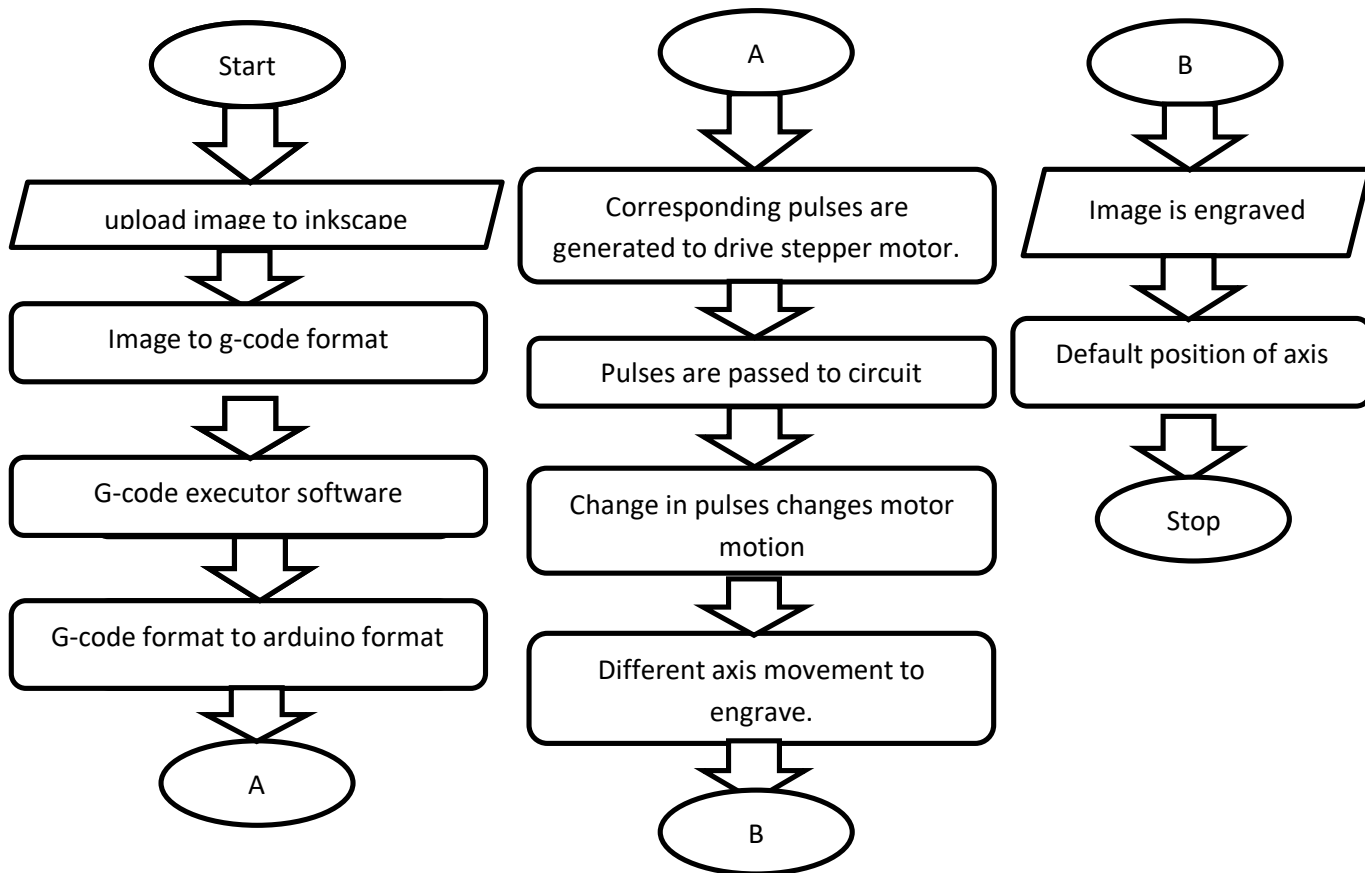 Start
upload image to inkscape
Image to g-code format
G-code executor software
G-code format to arduino format
A
A
Corresponding pulses are
generated to drive stepper motor.
Pulses are passed to circuit
Change in pulses changes motor
motion
Different axis movement to
engrave.
B
B
Image is engraved
Default position of axis
Stop